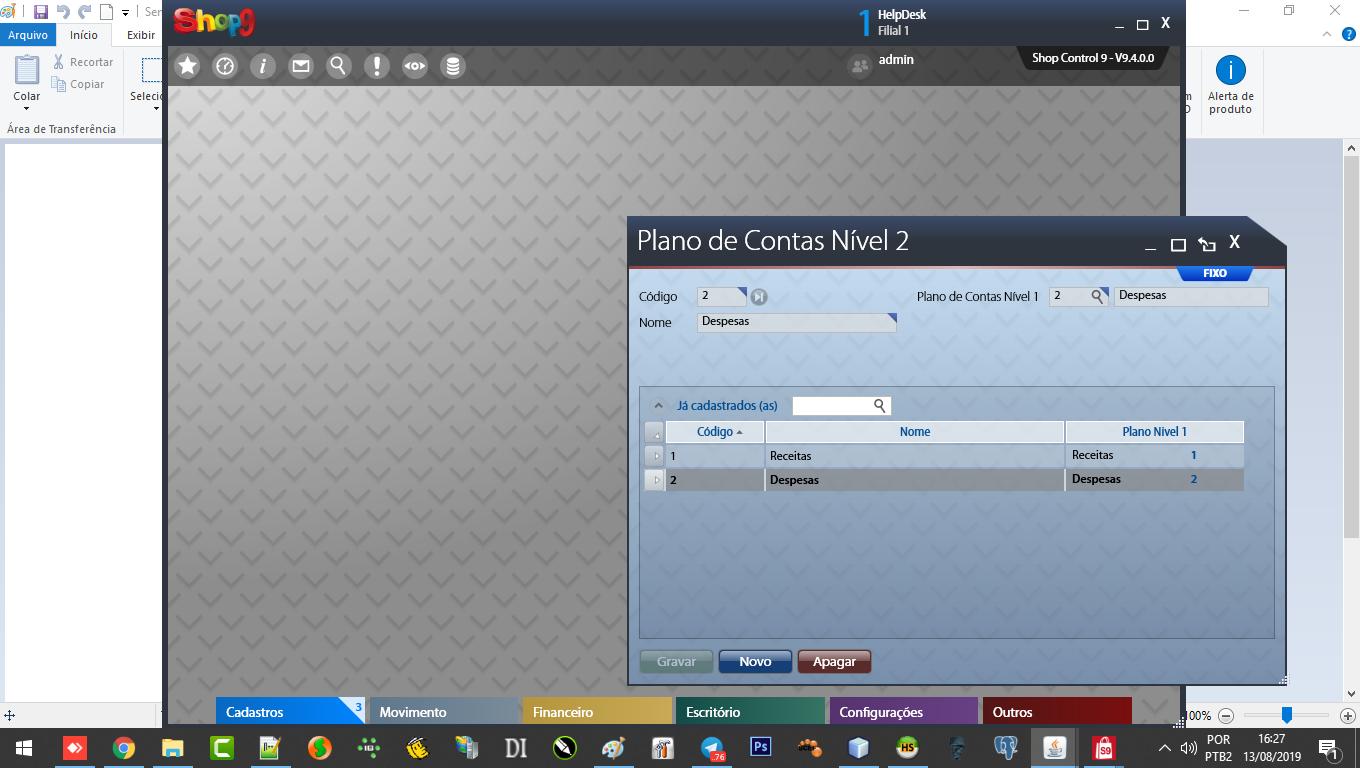 Shop9
1 HelpDesk
Filial 1
Arquivo Início Exibir
admin
Shop Control 9 - V9.4.0.0
Recortar
Copiar
Colar
Área de Transferência
Alerta de
produto
Plano de Contas Nível 2
FIXO
Código 2
Plano de Contas Nível 1 2 Despesas
Nome Despesas
Já cadastrados (as)
Código Nome Plano Nivel 1
1 Receitas Receitas 1
2 Despesas Despesas 2
Gravar Novo Apagar
Cadastros 3 Movimento Financeiro Escritório Configurações Outros
100%
DI
76
Ps
HS
S9
POR
PTB2
16:27
13/08/2019
1